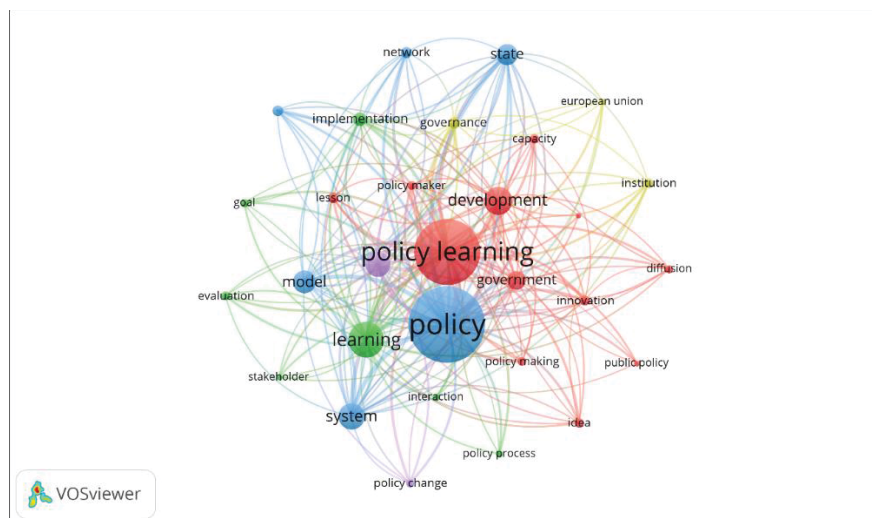 network
state
european union
implementation
governance
capacity
policy maker
institution
lesson
development
goal
policy learning
diffusion
model
government
evaluation
innovation
policy
learning
policy making
public policy
stakeholder
interaction
system
idea
policy process
policy change
VOSviewer